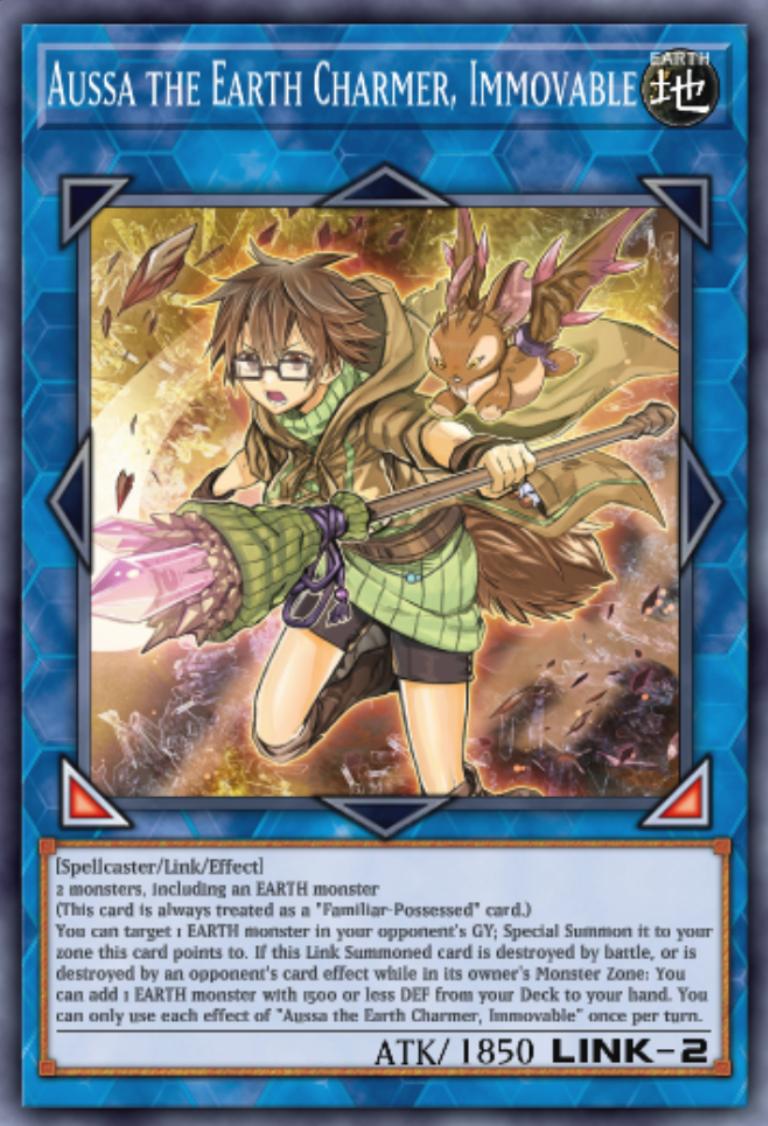 AUSSA THE EARTH CHARMER, IMMOVABLE
EARTH
地
[Spellcaster/Link/Effect]
2 monsters, including an EARTH monster
(This card is always treated as a "Familiar-Possessed" card.)
You can target 1 EARTH monster in your opponent's GY; Special Summon it to your
zone this card points to. If this Link Summoned card is destroyed by battle, or is
destroyed by an opponent's card effect while in its owner's Monster Zone: You
can add 1 EARTH monster with 1500 or less DEF from your Deck to your hand. You
can only use each effect of "Aussa the Earth Charmer, Immovable" once per turn.
ATK/ 1850 LINK-2